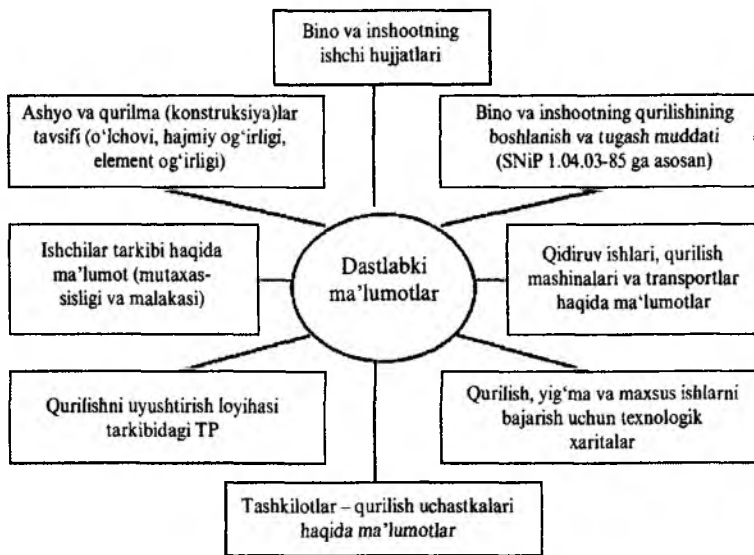 Bino va inshootning
ishchi hujjatlari
Ashyo va qurilma (konstruksiya)lar
tavsifi (o‘lchovi, hajmiy og‘irligi,
element og‘irligi)
Bino va inshootning qurilishining
boshlanish va tugash muddati
(SNiP 1.04.03-85 ga asosan)
Ishchilar tarkibi haqida
ma’lumot (mutaxas-
sisligi va malakasi)
Dastlabki
ma’lumotlar
Qidiruv ishlari, qurilish
mashinalari va transportlar
haqida ma‘lumotlar
Qurilishni uyushtirish loyihasi
tarkibidagi TP
Qurilish, yig‘ma va maxsus ishlarni
bajarish uchun texnologik
xaritalar
Tashkilotlar – qurilish uchastkalari
haqida ma’lumotlar